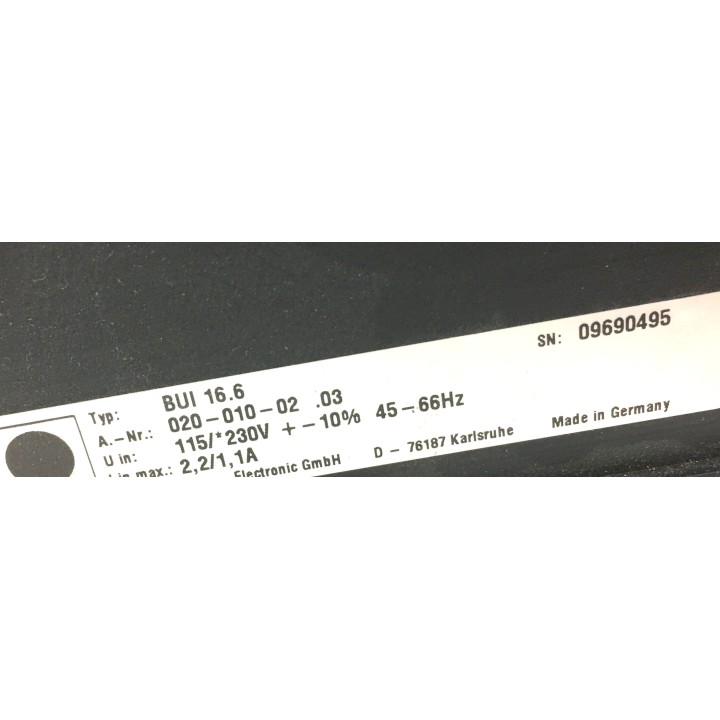 Typ: BUI 16.6 SN: 09690495
A.-Nr.: 020-010-02 .03
U in: 115/*230V + -10% 45-66Hz
max.: 2,2/1,1A
Electronic GmbH D - 76187 Karlsruhe Made in Germany